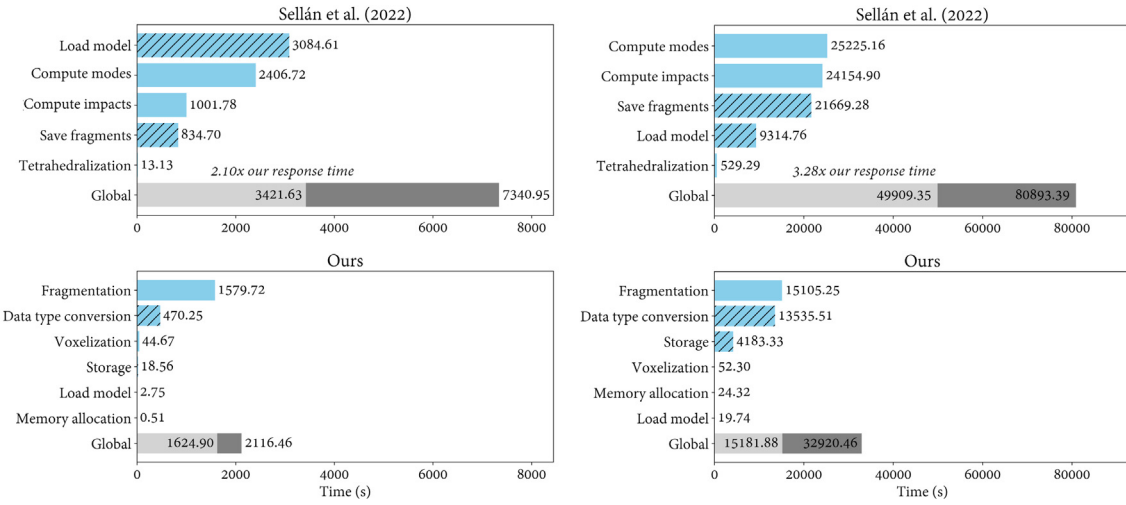 Sellán et al. (2022)
Load model 3084.61
Compute modes 2406.72
Compute impacts 1001.78
Save fragments 834.70
Tetrahedralization 13.13
2.10x our response time
Global 3421.63 7340.95
0 2000 4000 6000 8000
Sellán et al. (2022)
Compute modes 25225.16
Compute impacts 24154.90
Save fragments 21669.28
Load model 9314.76
Tetrahedralization 529.29
3.28x our response time
Global 49909.35 80893.39
0 20000 40000 60000 80000
Ours
Fragmentation 1579.72
Data type conversion 470.25
Voxelization 44.67
Storage 18.56
Load model 2.75
Memory allocation 0.51
Global 1624.90 2116.46
0 2000 4000 6000 8000
Time (s)
Ours
Fragmentation 15105.25
Data type conversion 13535.51
Storage 4183.33
Voxelization 52.30
Memory allocation 24.32
Load model 19.74
Global 15181.88 32920.46
0 20000 40000 60000 80000
Time (s)